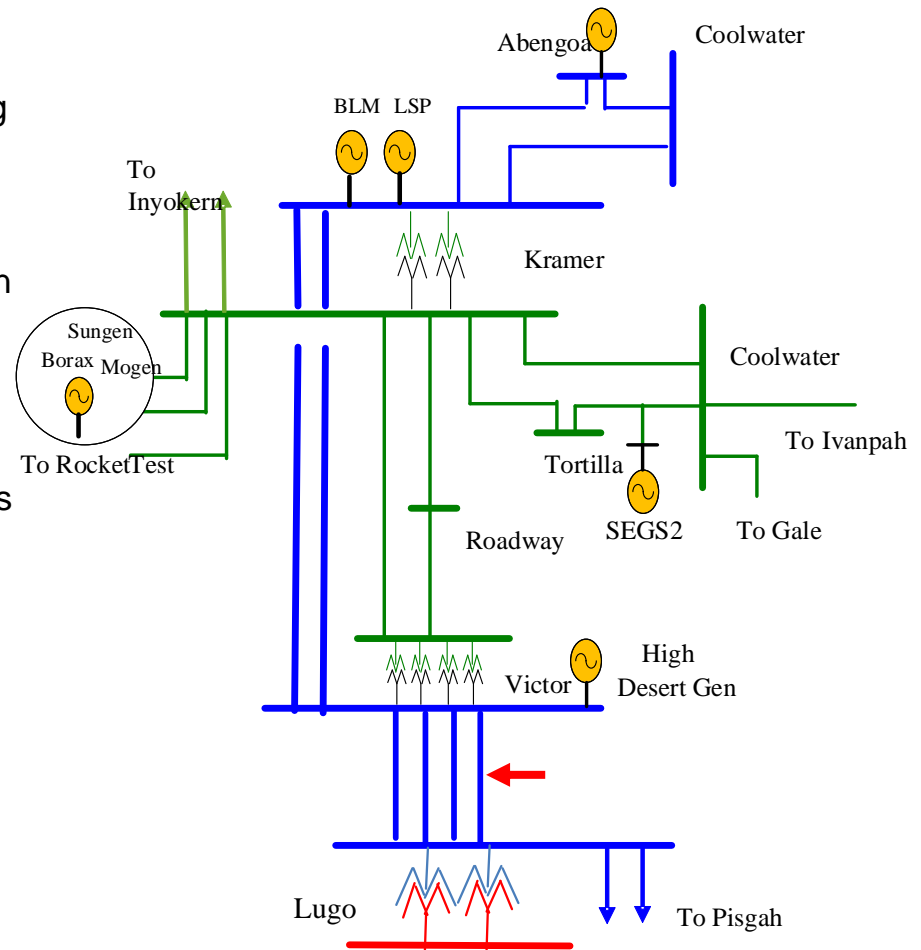 Abengoa
Coolwater
g
BLM LSP
To
Inyokern
Kramer
n
Sungen
Borax Mogen
Coolwater
To Ivanpah
To RocketTest
Tortilla
s
SEGS2
To Gale
Roadway
High
Victor Desert Gen
Lugo
To Pisgah